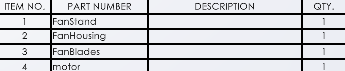 ITEM NO. PART NUMBER DESCRIPTION QTY.
1 FanStand 1
2 FanHousing 1
3 FanBlades 1
4 motor 1